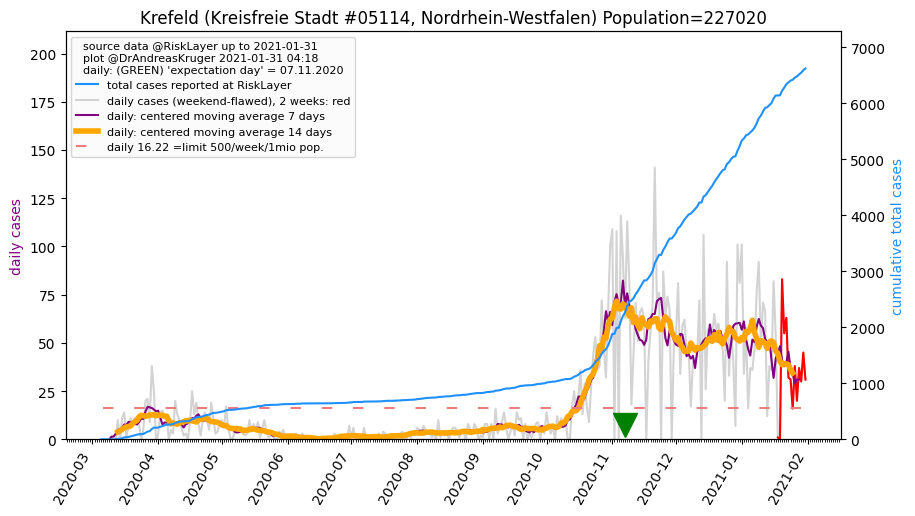 Krefeld (Kreisfreie Stadt #05114, Nordrhein-Westfalen) Population=227020
source data @RiskLayer up to 2021-01-31
plot @DrAndreasKruger 2021-01-31 04:18
daily: (GREEN) 'expectation day' = 07.11.2020
total cases reported at RiskLayer
daily cases (weekend-flawed), 2 weeks: red
daily: centered moving average 7 days
daily: centered moving average 14 days
daily 16.22 =limit 500/week/1mio pop.
daily cases
200
175
150
125
100
75
50
25
0
7000
6000
5000
4000
3000
2000
1000
0
cumulative total cases
2020-03
2020-04
2020-05
2020-06
2020-07
2020-08
2020-09
2020-10
2020-11
2020-12
2021-01
2021-02